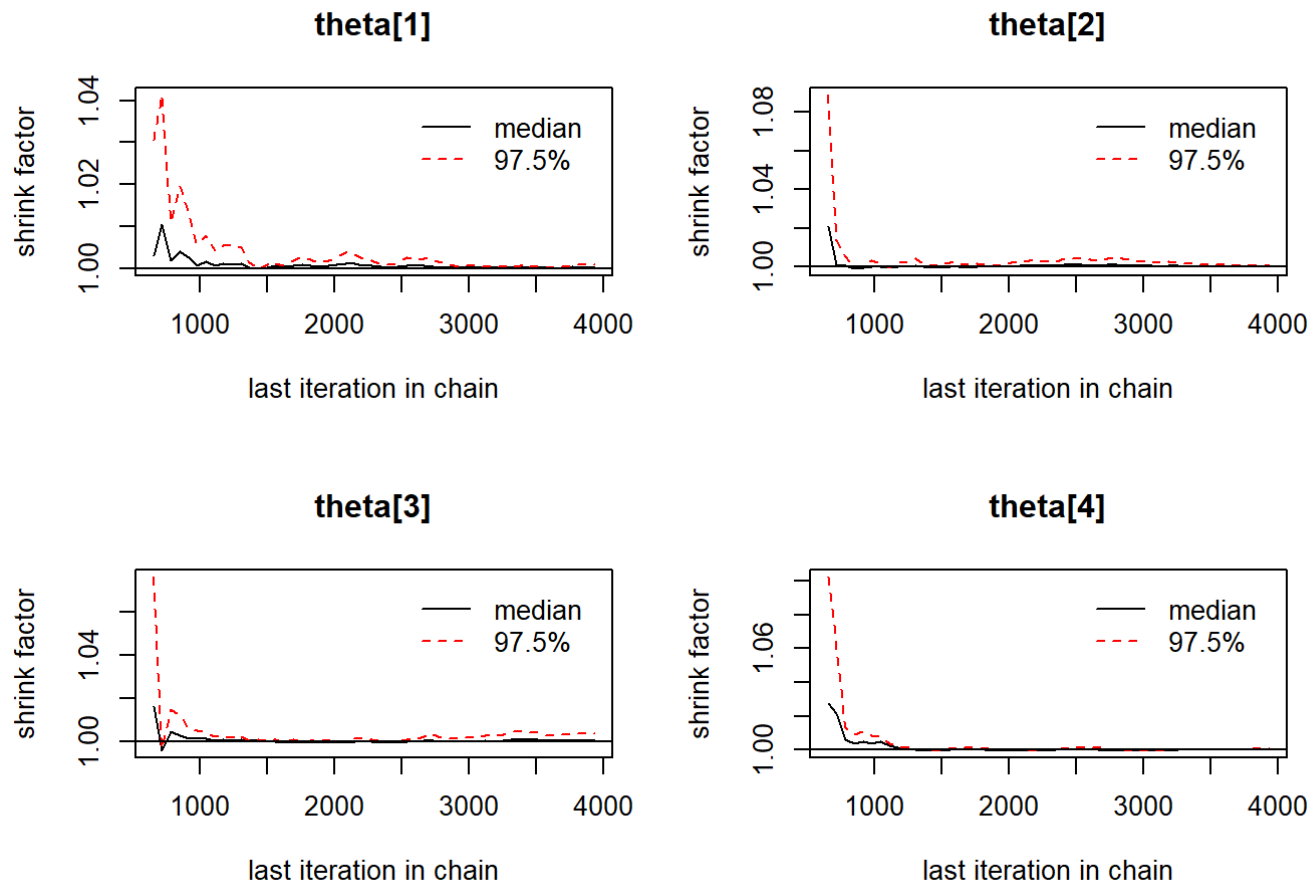 theta[1]
shrink factor
1.00 1.02 1.04
median
97.5%
1000 2000 3000 4000
last iteration in chain
theta[2]
shrink factor
1.00 1.04 1.08
median
97.5%
1000 2000 3000 4000
last iteration in chain
theta[3]
shrink factor
1.00 1.04
median
97.5%
1000 2000 3000 4000
last iteration in chain
theta[4]
shrink factor
1.00 1.06
median
97.5%
1000 2000 3000 4000
last iteration in chain